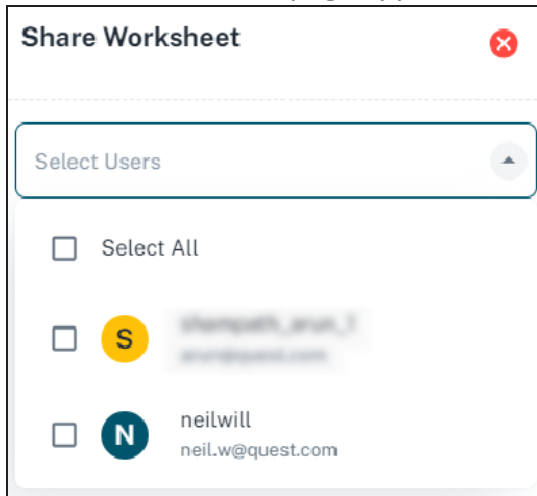 Share Worksheet
Select Users
Select All
S
N
neilwill
neil.w@quest.com